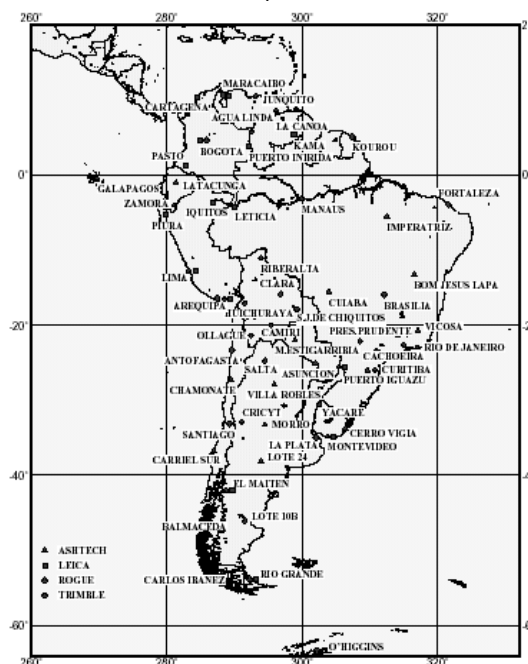 260° 280° 300° 320°
MARACAIBO
CARTAGENA JUNQUITO
AGUA LINDA
LA CANOA
KAMA KOUROU
BOGOTA
PASTO PUERTO INIRIDA
0° 0°
GALAPAGOS LATACUNGA FORTALEZA
ZAMORA MANAUS
IQUITOS LETICIA
PIURA IMPERATRIZ
RIBERALTA
LIMA CLARA BOM JESUS LAPA
CUIABA
AREQUIPA BRASILIA
JUICHURAYA
S.J.DE CHIQUITOS
-20° VICOSA
OLLAGUE CAMIRI PRES.PRUDENTE
M.ESTIGARRIBIA RIO DE JANEIRO
ANTOFAGASTA CACHOEIRA
SALTA ASUNCION CURITIBA
CHAMONATE PUERTO IGUAZU
VILLA ROBLES
CRICYT YACARE
MORRO
SANTIAGO CERRO VIGIA
LA PLATA MONTEVIDEO
CARRIEL SUR LOTE 24
-40°
EL MAITEN
LOTE 10B
BALMACEDA
ASHTECH
LEICA
ROGUE RIO GRANDE
TRIMBLE CARLOS IBANEZ
-60°
O'HIGGINS
260° 280° 300° 320°